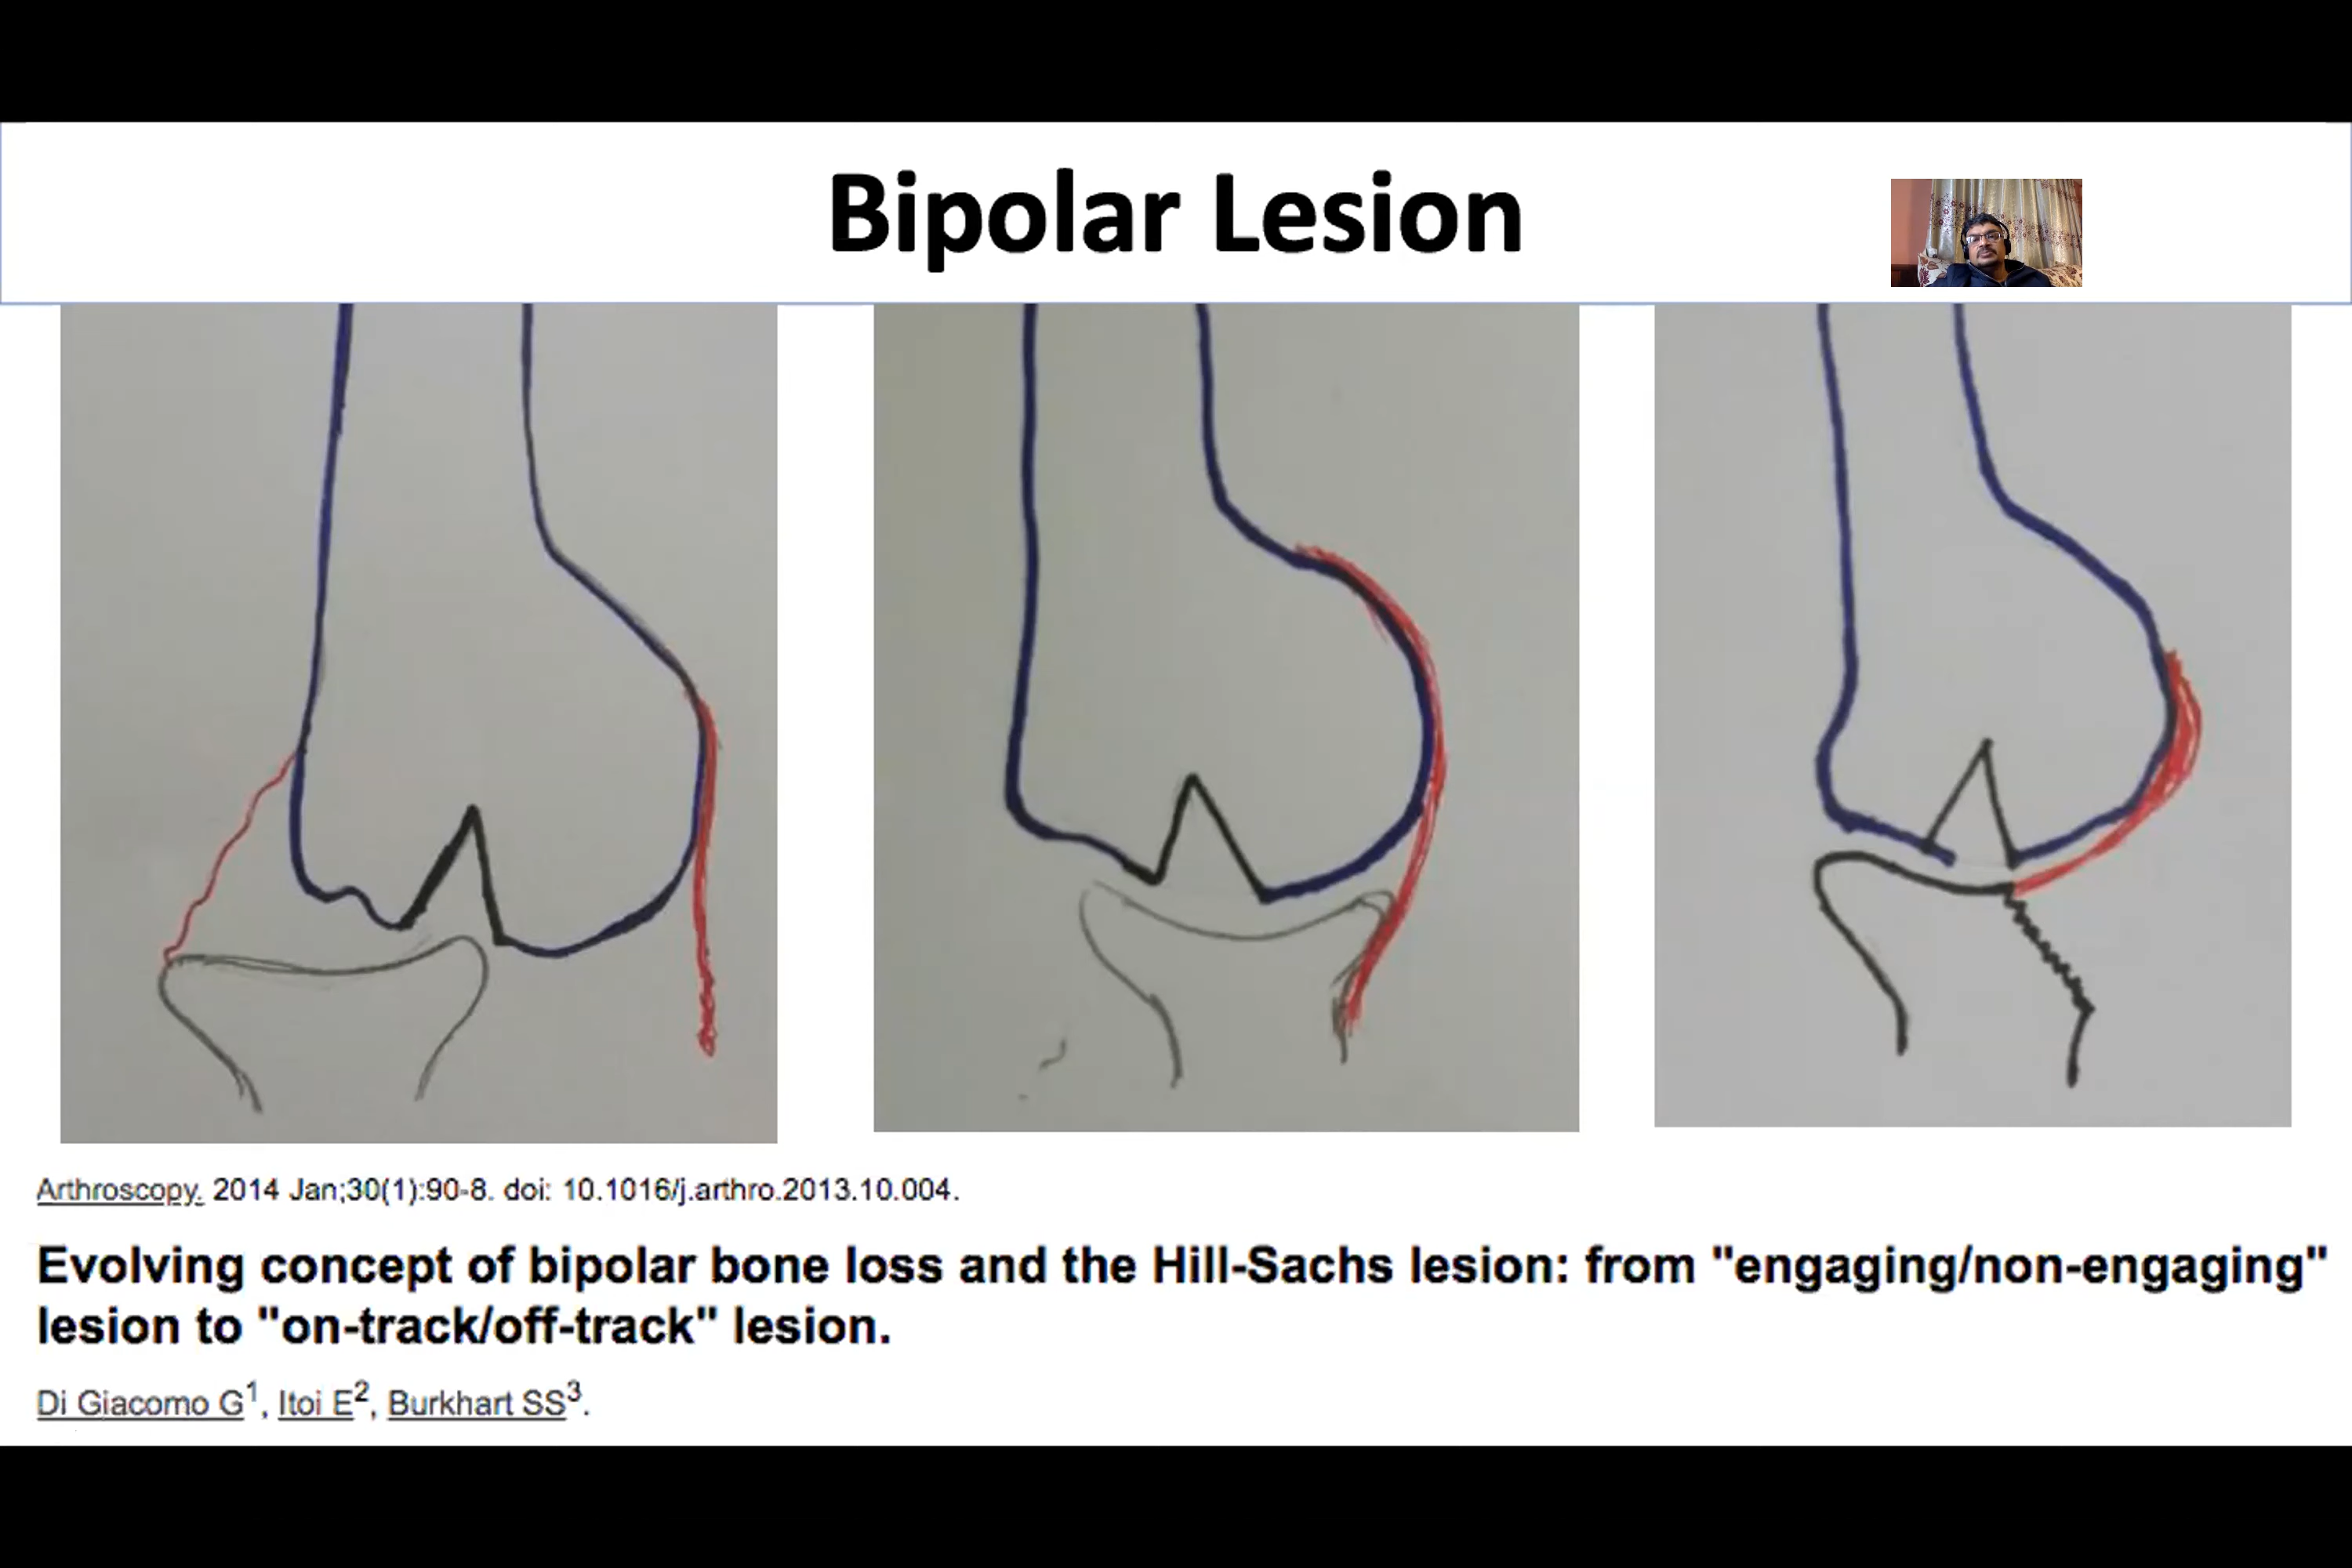 Bipolar Lesion
Arthroscopy. 2014 Jan;30(1):90-8. doi: 10.1016/j.arthro.2013.10.004.
Evolving concept of bipolar bone loss and the Hill-Sachs lesion: from "engaging/non-engaging"
lesion to "on-track/off-track" lesion.
Di Giacomo G1, Itoi E2, Burkhart SS3.